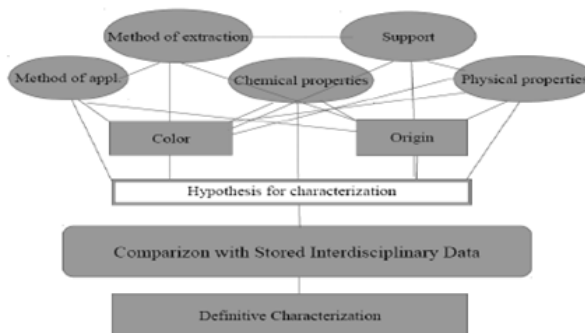 Method of extraction
Support
Method of appl.
Chemical properties
Physical properties
Color
Origin
Hypothesis for characterization
Comparizon with Stored Interdisciplinary Data
Definitive Characterization